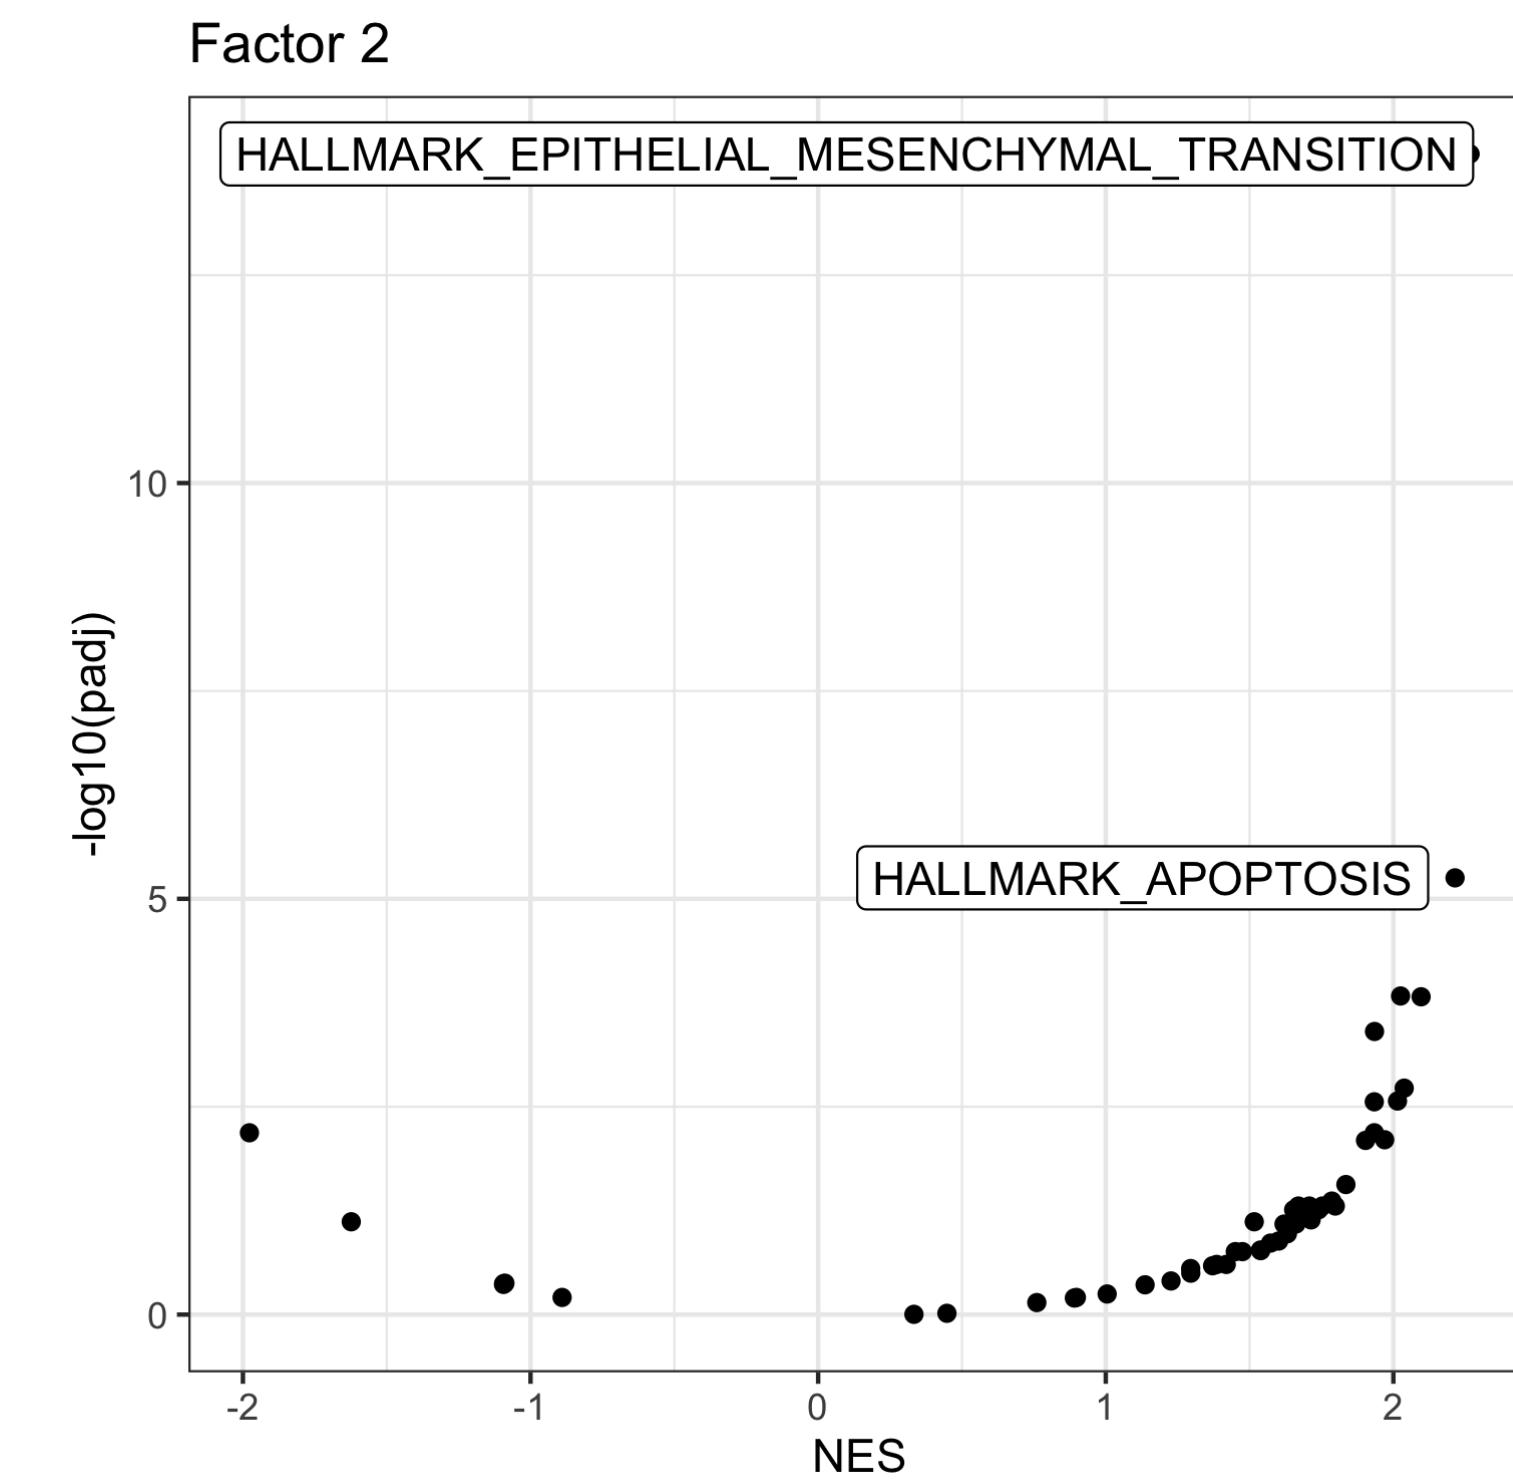 Factor 2
HALLMARK_EPITHELIAL_MESENCHYMAL_TRANSITION
10
-log10(padj)
HALLMARK_APOPTOSIS
5
0
-2 -1 0 1 2
NES